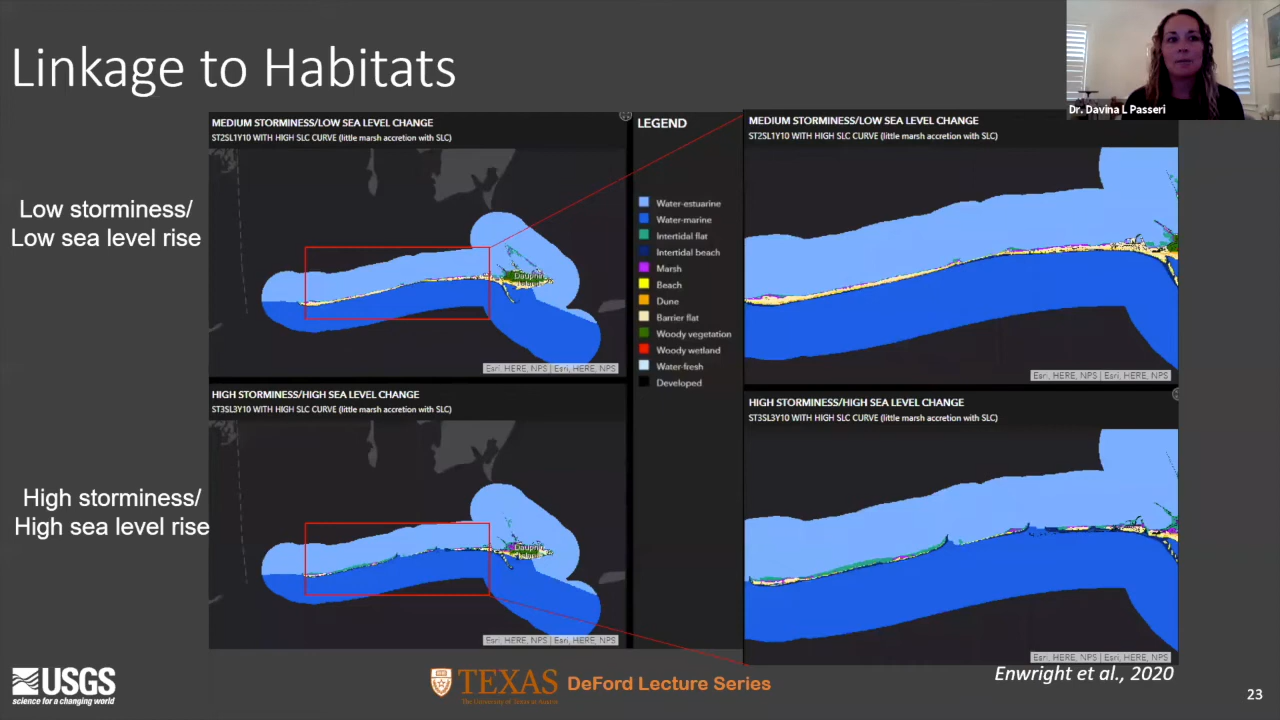 Linkage to Habitats
Dr. Davina L Passeri
MEDIUM STORMINESS/LOW SEA LEVEL CHANGE
ST2SL1Y10 WITH HIGH SLC CURVE (little marsh accretion with SLC)
Dauphin
Island
Esri, HERE, NPS | Esri, HERE, NPS
LEGEND
Water-estuarine
Water-marine
Intertidal flat
Intertidal beach
Marsh
Beach
Dune
Barrier flat
Woody vegetation
Woody wetland
Water-fresh
Developed
MEDIUM STORMINESS/LOW SEA LEVEL CHANGE
ST2SL1Y10 WITH HIGH SLC CURVE (little marsh accretion with SLC)
Esri, HERE, NPS | Esri, HERE, NPS
Low storminess/
Low sea level rise
HIGH STORMINESS/HIGH SEA LEVEL CHANGE
ST3SL3Y10 WITH HIGH SLC CURVE (little marsh accretion with SLC)
Dauphin
Island
Esri, HERE, NPS | Esri, HERE, NPS
HIGH STORMINESS/HIGH SEA LEVEL CHANGE
ST3SL3Y10 WITH HIGH SLC CURVE (little marsh accretion with SLC)
Esri, HERE, NPS | Esri, HERE, NPS
High storminess/
High sea level rise
Enwright et al., 2020
USGS
science for a changing world
TEXAS
The University of Texas at Austin
DeFord Lecture Series
23